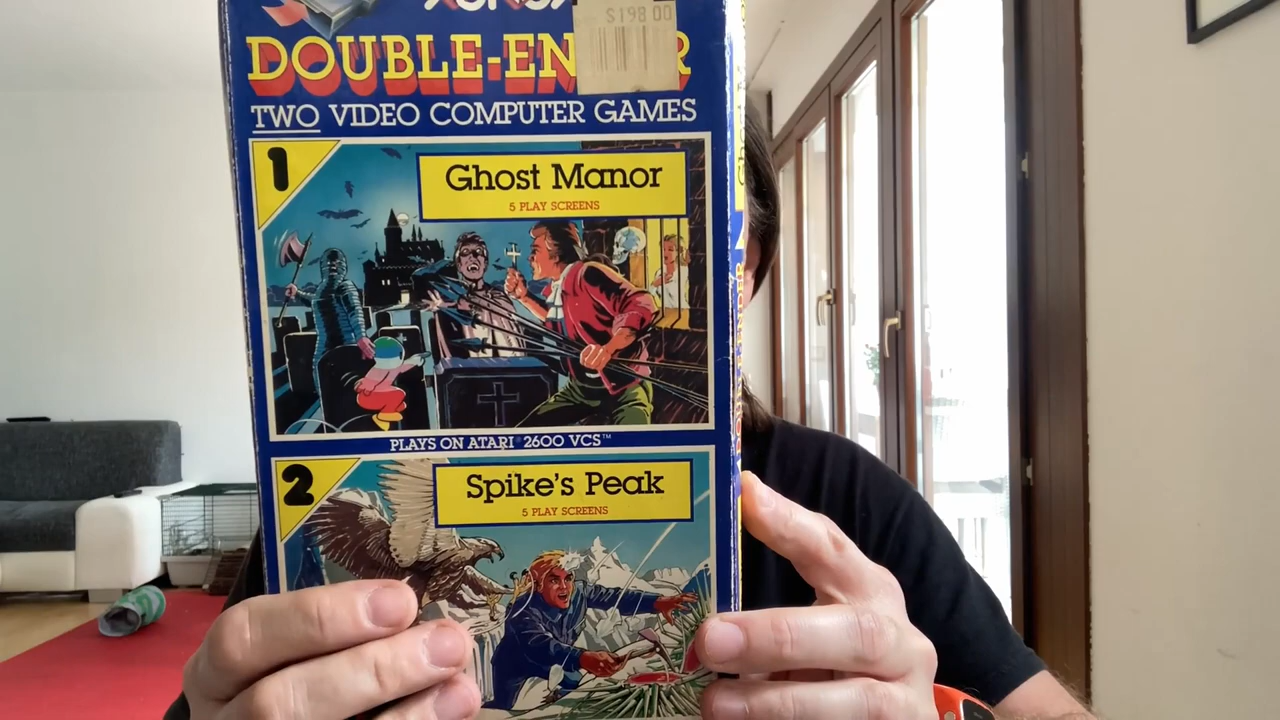 $198 00
DOUBLE-EN
TWO VIDEO COMPUTER GAMES
1
Ghost Manor
5 PLAY SCREENS
PLAYS ON ATARI® 2600 VCS™
2
Spike's Peak
5 PLAY SCREENS